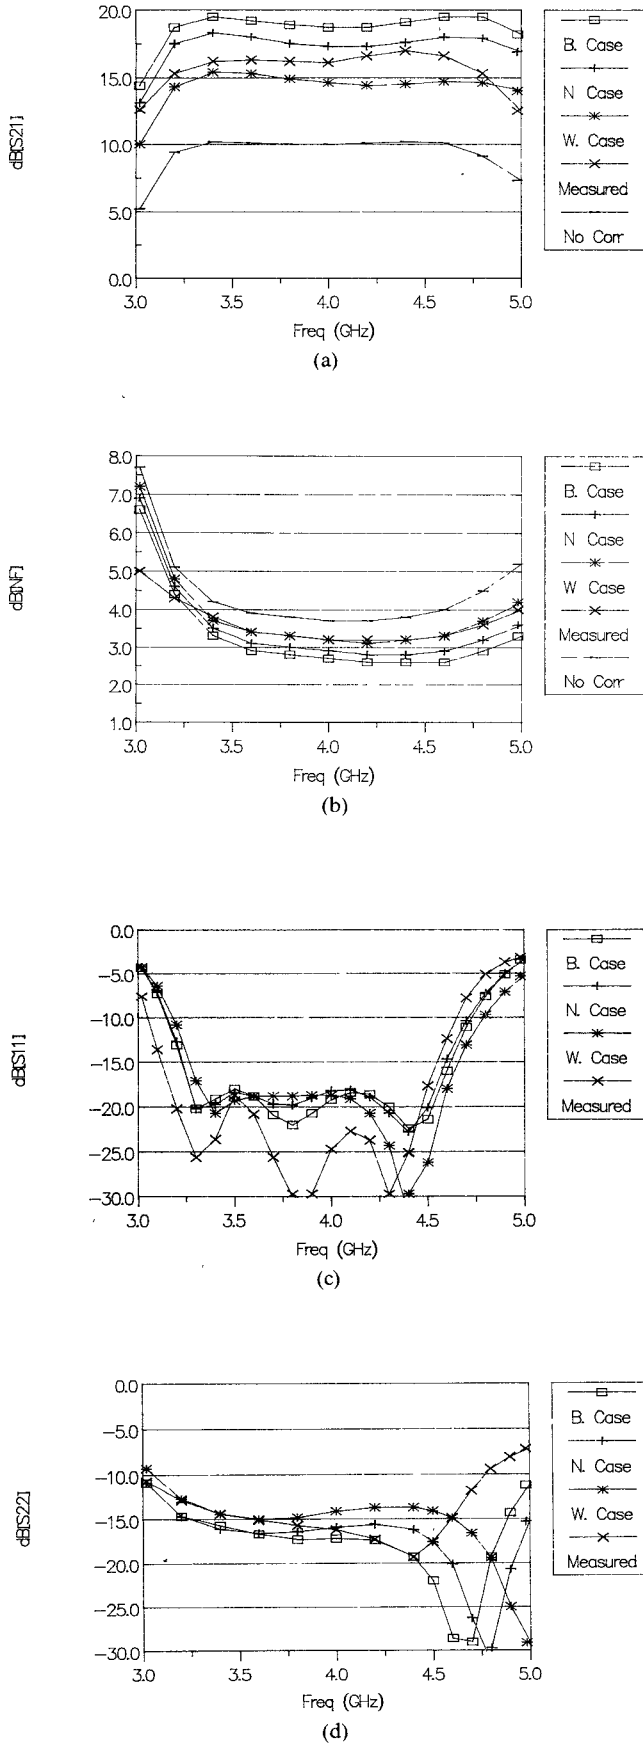 20.0
15.0
10.0
5.0
0.0
dB[S21]
3.0 3.5 4.0 4.5 5.0
Freq (GHz)
B. Case
N Case
W. Case
Measured
No Corr
(a)
8.0
7.0
6.0
5.0
4.0
3.0
2.0
1.0
dB[NF]
3.0 3.5 4.0 4.5 5.0
Freq (GHz)
B. Case
N Case
W Case
Measured
No Corr
(b)
0.0
-5.0
-10.0
-15.0
-20.0
-25.0
-30.0
dB[S11]
3.0 3.5 4.0 4.5 5.0
Freq (GHz)
B. Case
N. Case
W. Case
Measured
(c)
0.0
-5.0
-10.0
-15.0
-20.0
-25.0
-30.0
dB[S22]
3.0 3.5 4.0 4.5 5.0
Freq (GHz)
B. Case
N. Case
W. Case
Measured
(d)